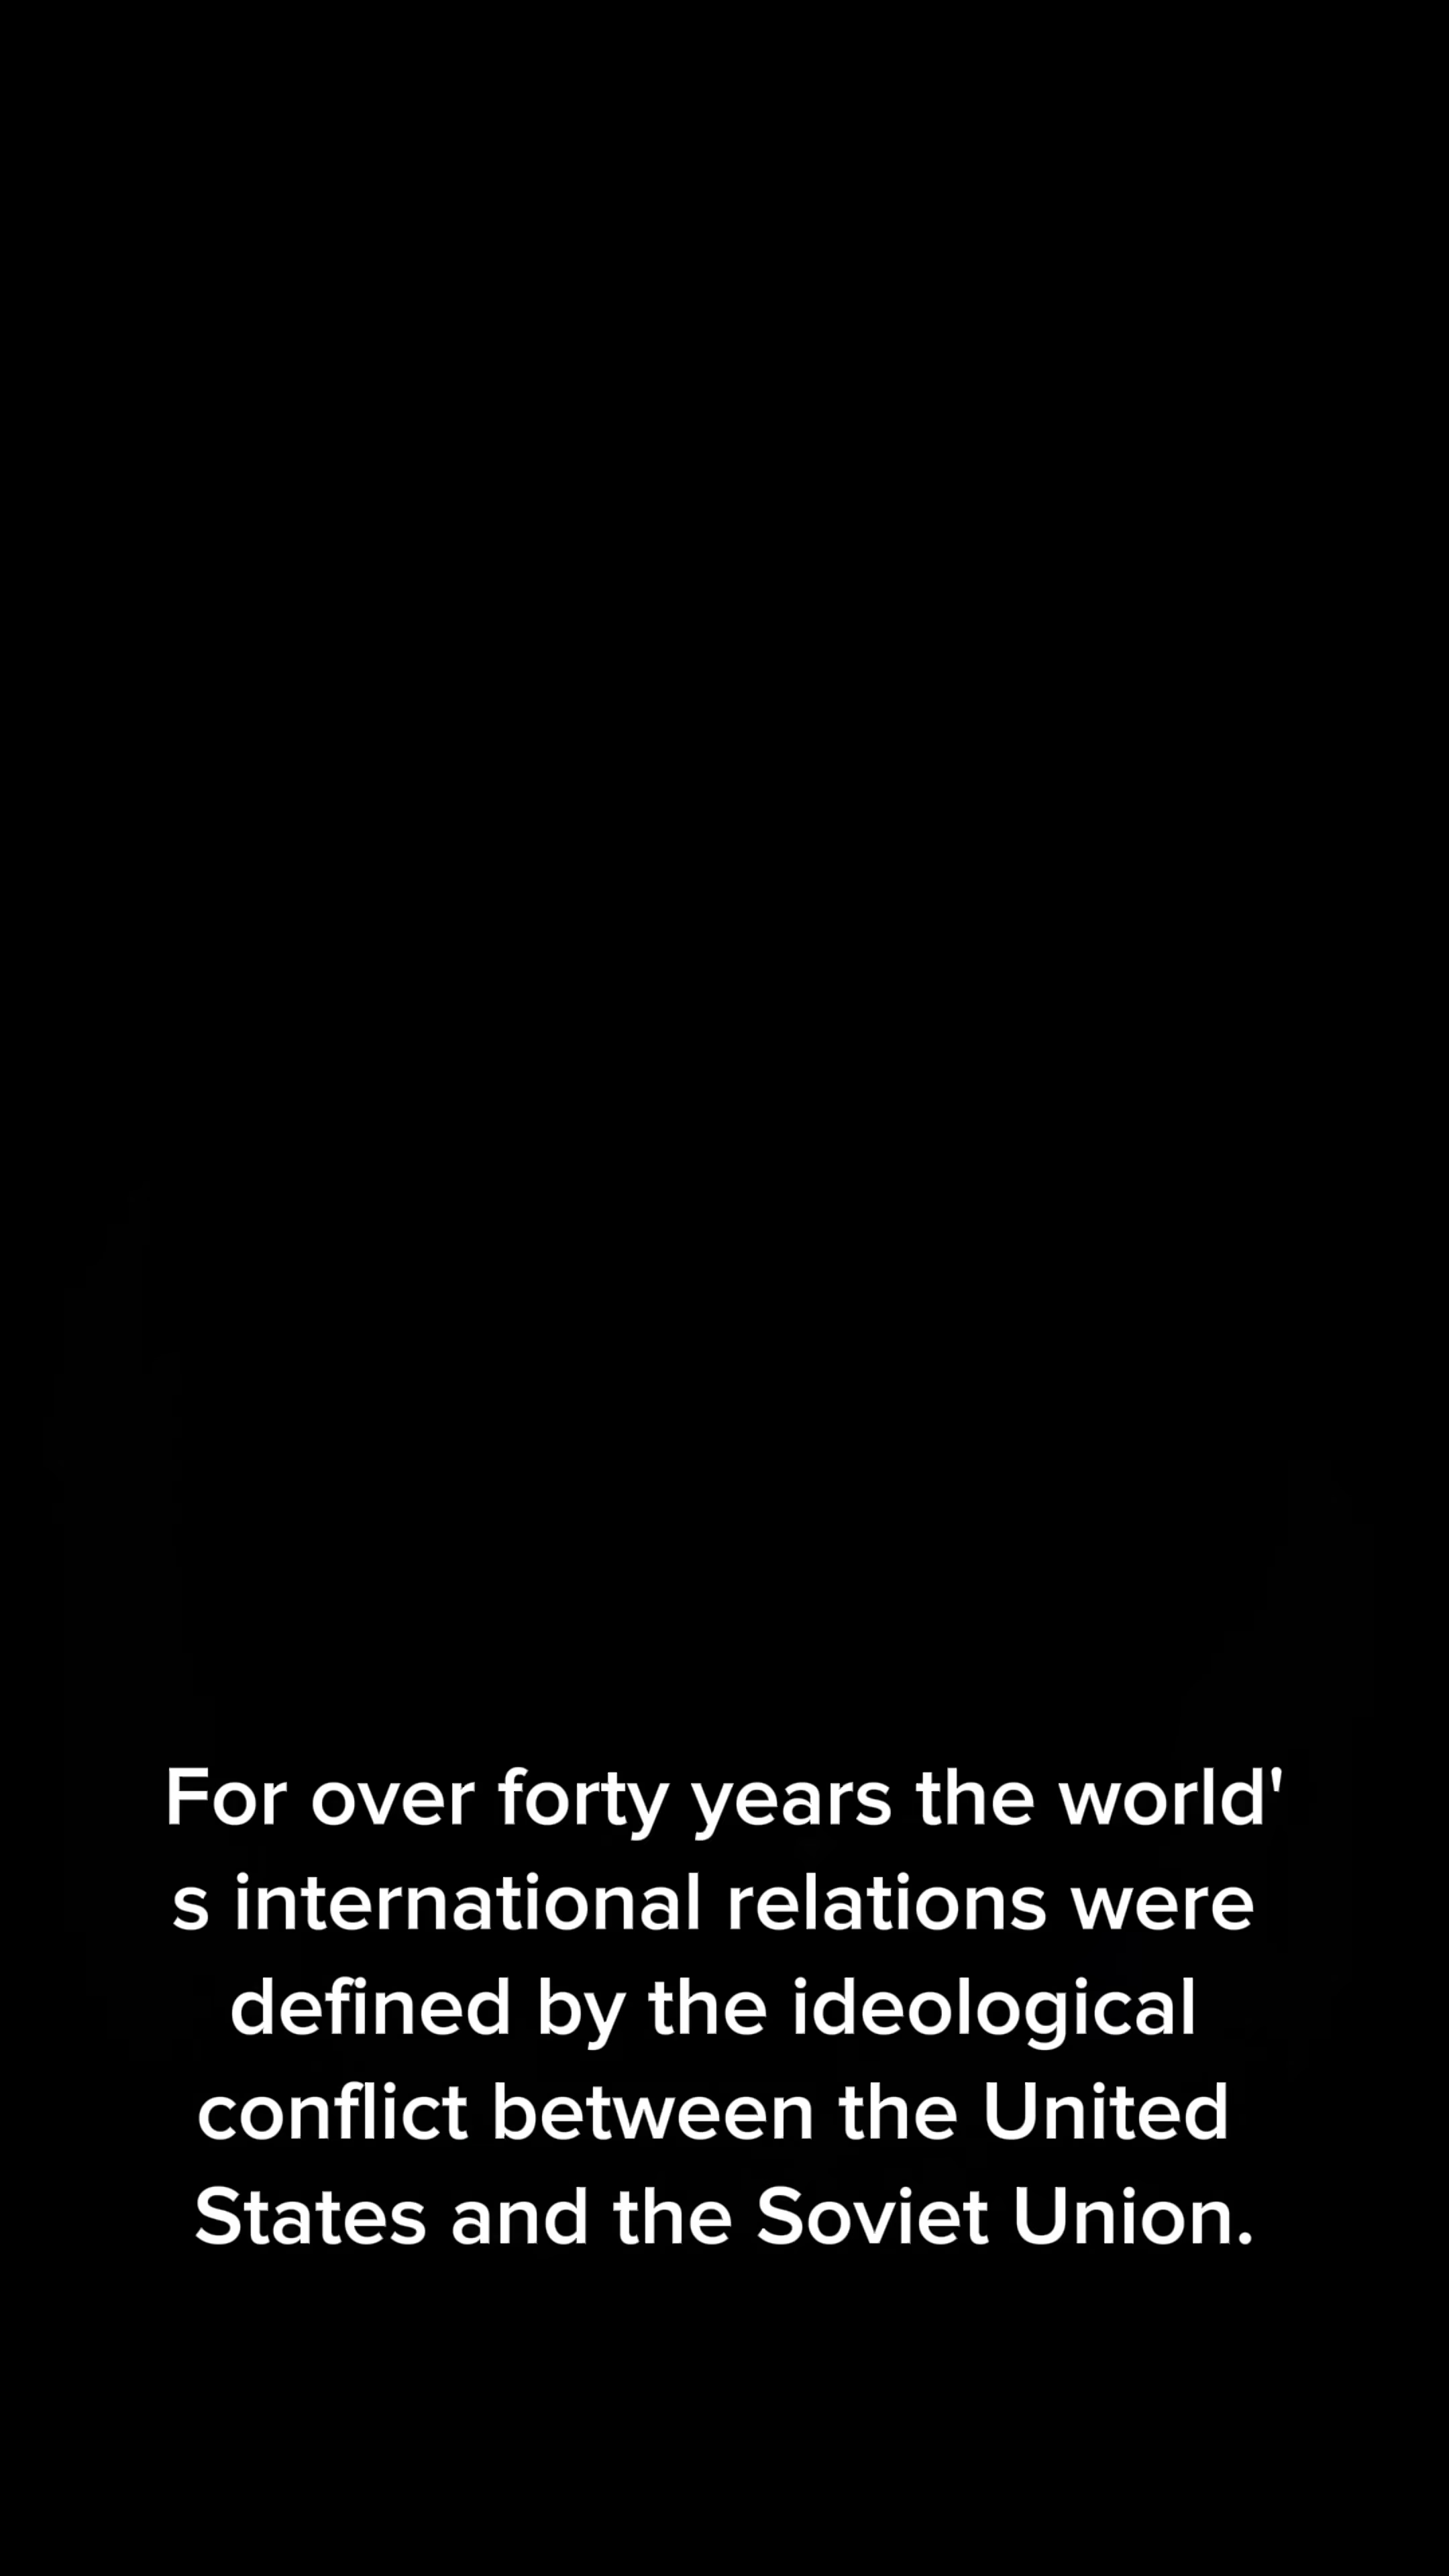 For over forty years the world'
s international relations were
defined by the ideological
conflict between the United
States and the Soviet Union.